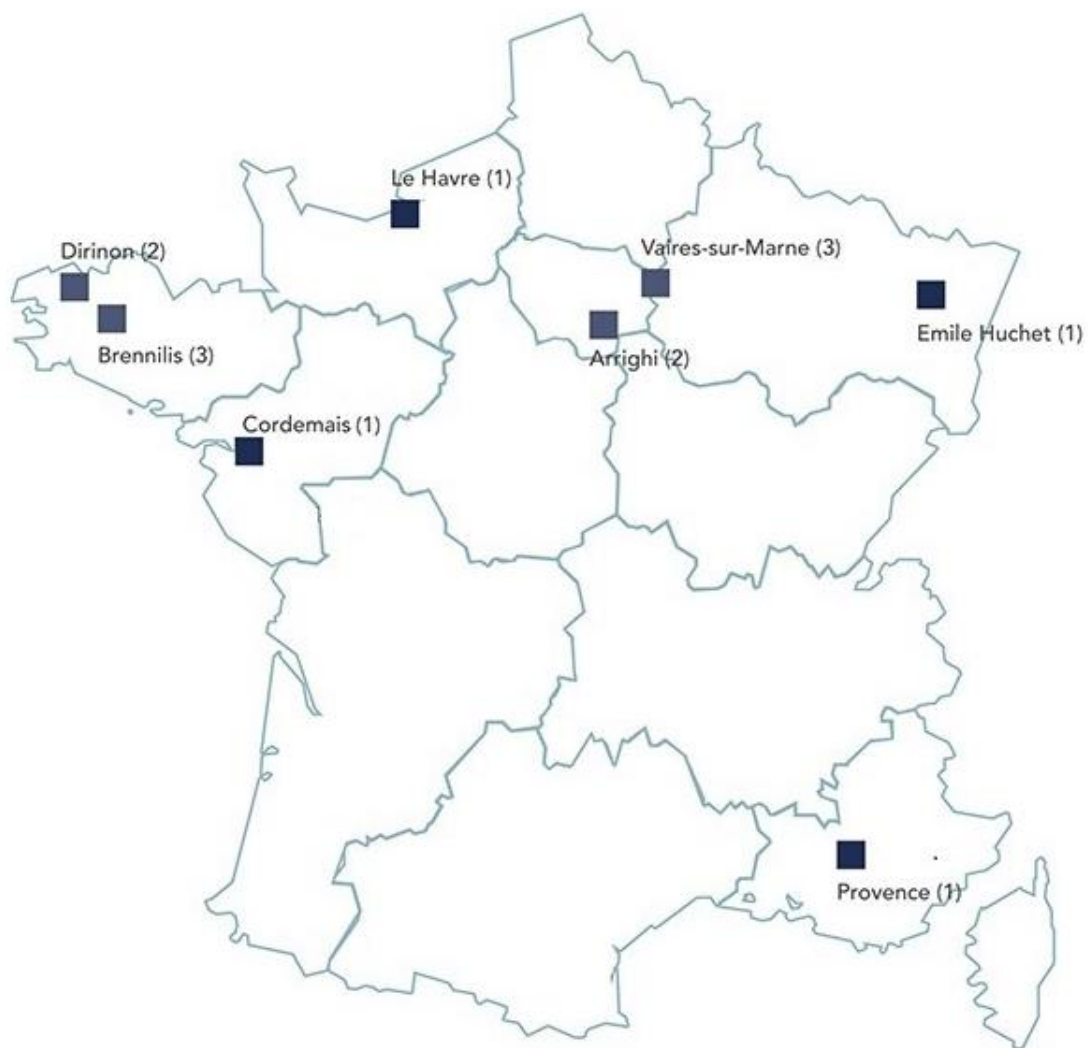 Le Havre (1)
Dirinon (2)
Vaires-sur-Marne (3)
Emile Huchet (1)
Brennilis (3)
Arrighi (2)
Cordemais (1)
Provence (1)